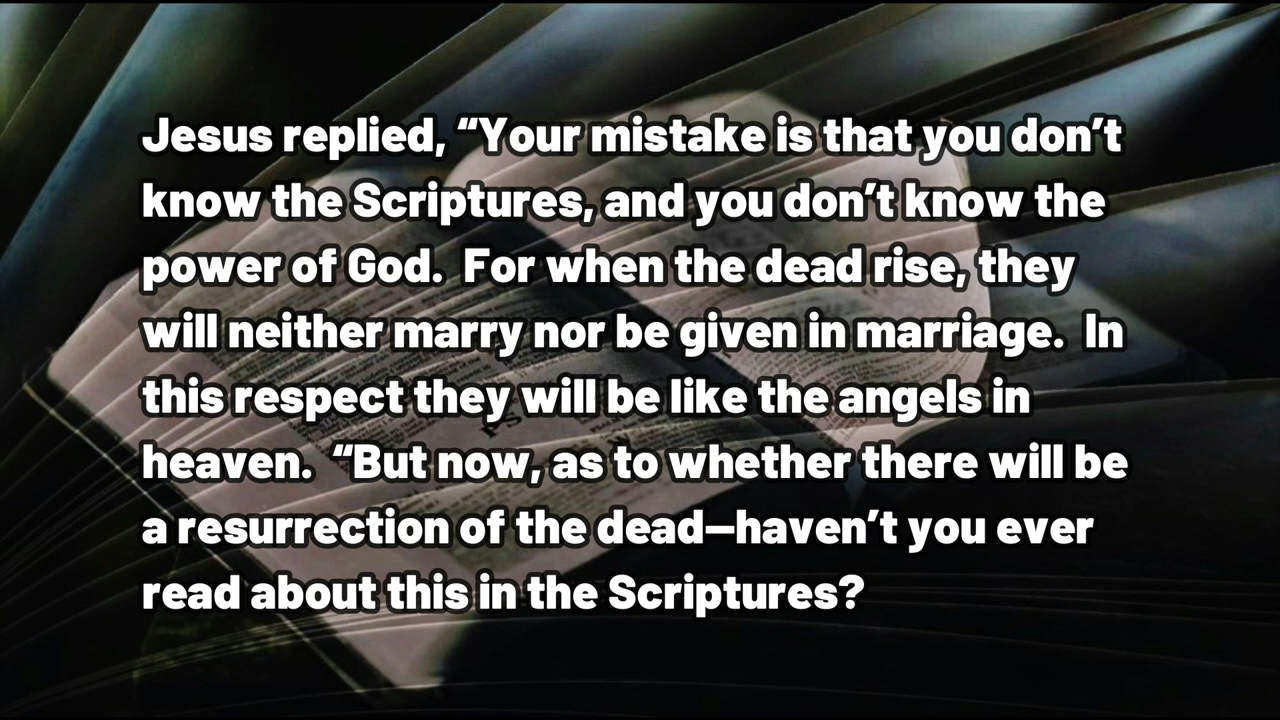 Jesus replied, “Your mistake is that you don’t
know the Scriptures, and you don’t know the
power of God.  For when the dead rise, they
will neither marry nor be given in marriage.  In
this respect they will be like the angels in
heaven.  “But now, as to whether there will be
a resurrection of the dead—haven’t you ever
read about this in the Scriptures?